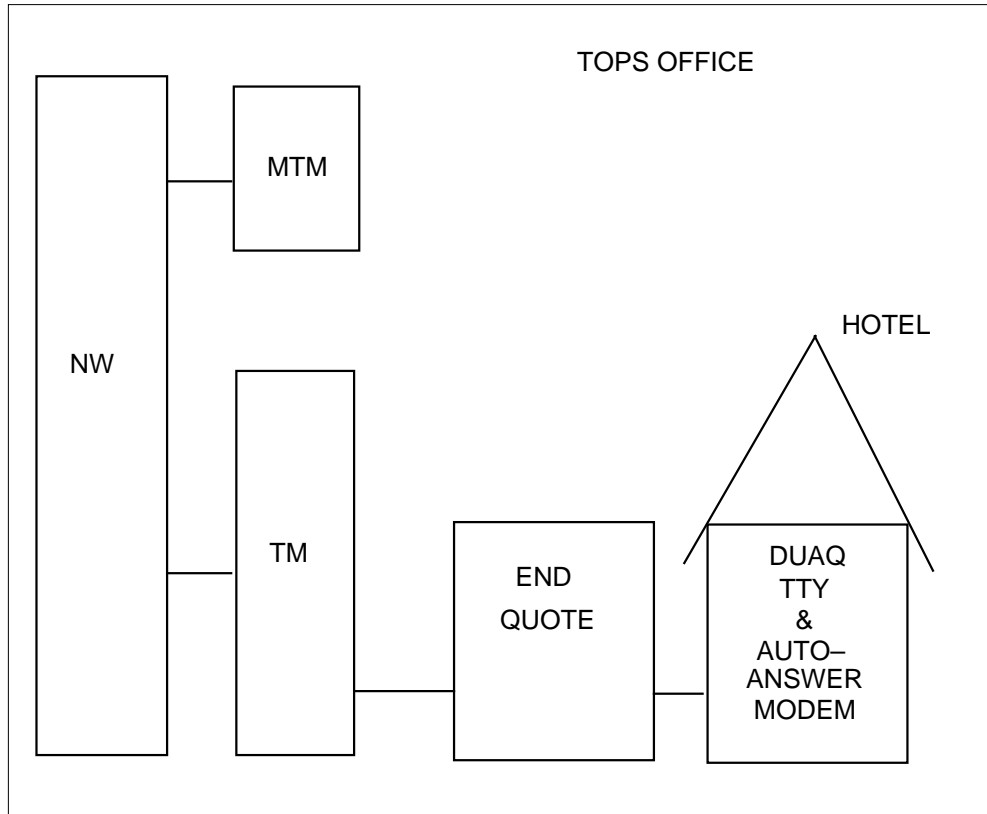 TOPS OFFICE
MTM
HOTEL
NW
TM
END
QUOTE
DUAQ
TTY
&
AUTO–
ANSWER
MODEM